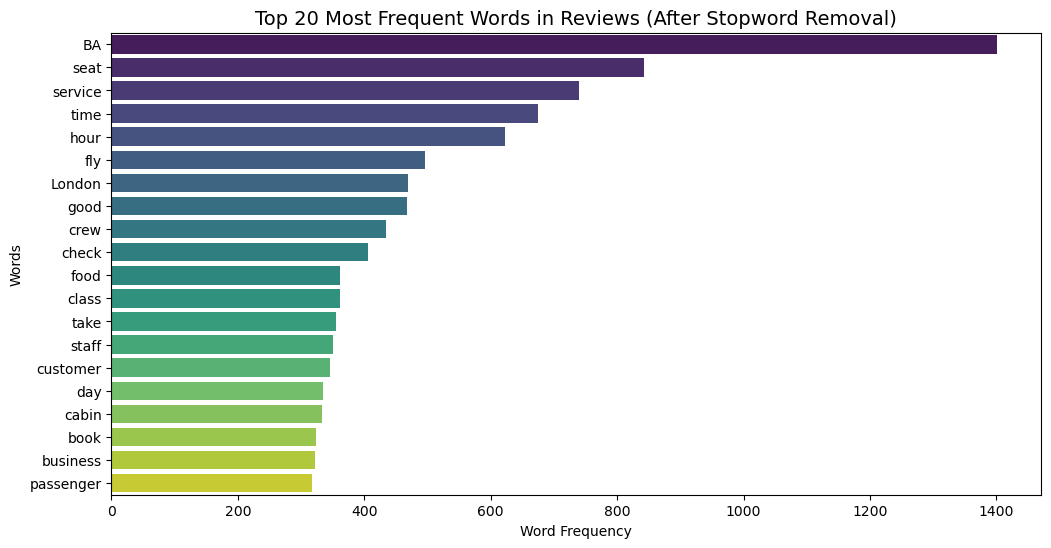 Top 20 Most Frequent Words in Reviews (After Stopword Removal)
Words
BA
seat
service
time
hour
fly
London
good
crew
check
food
class
take
staff
customer
day
cabin
book
business
passenger
0 200 400 600 800 1000 1200 1400
Word Frequency